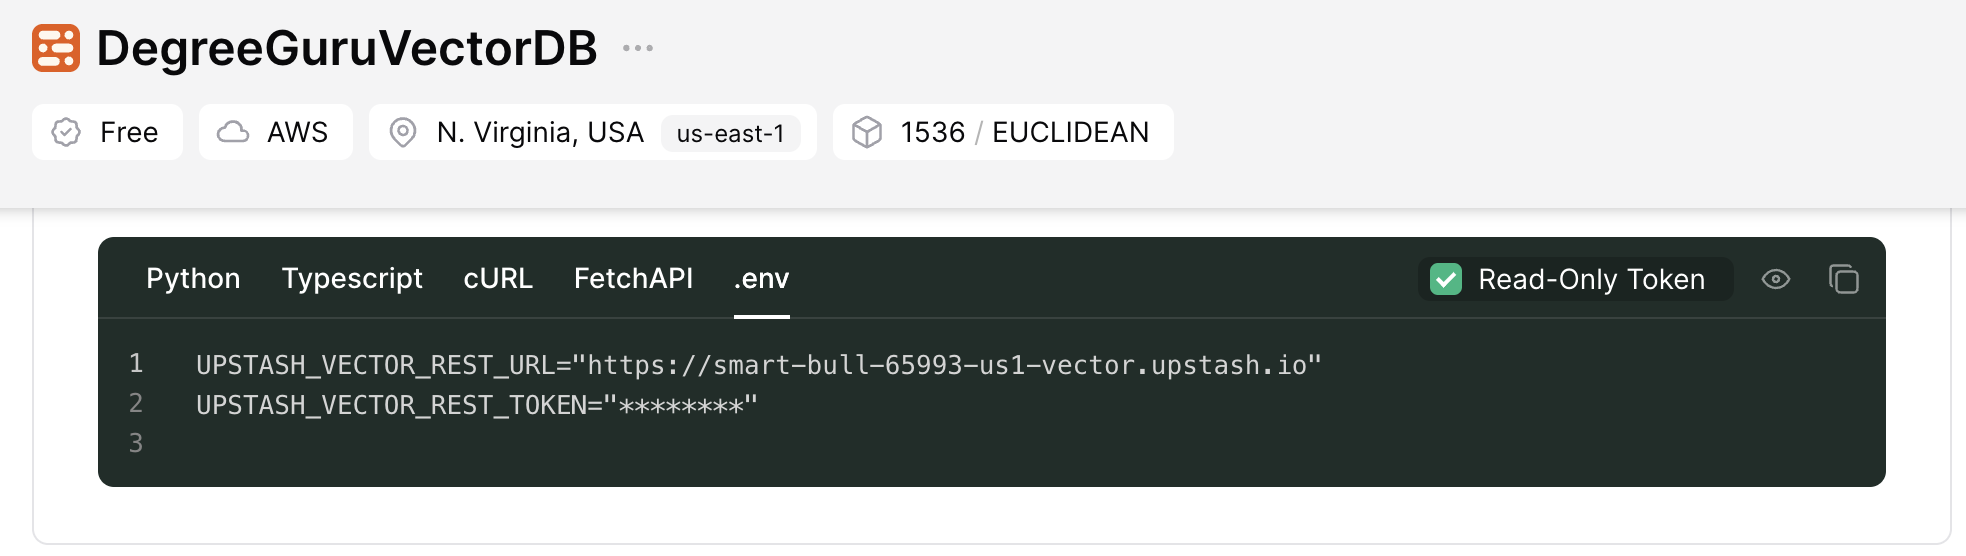 DegreeGuruVectorDB ...
Free AWS N. Virginia, USA us-east-1 1536 / EUCLIDEAN
Python Typescript cURL FetchAPI .env Read-Only Token
1 UPSTASH_VECTOR_REST_URL="https://smart-bull-65993-us1-vector.upstash.io"
2 UPSTASH_VECTOR_REST_TOKEN="********"
3